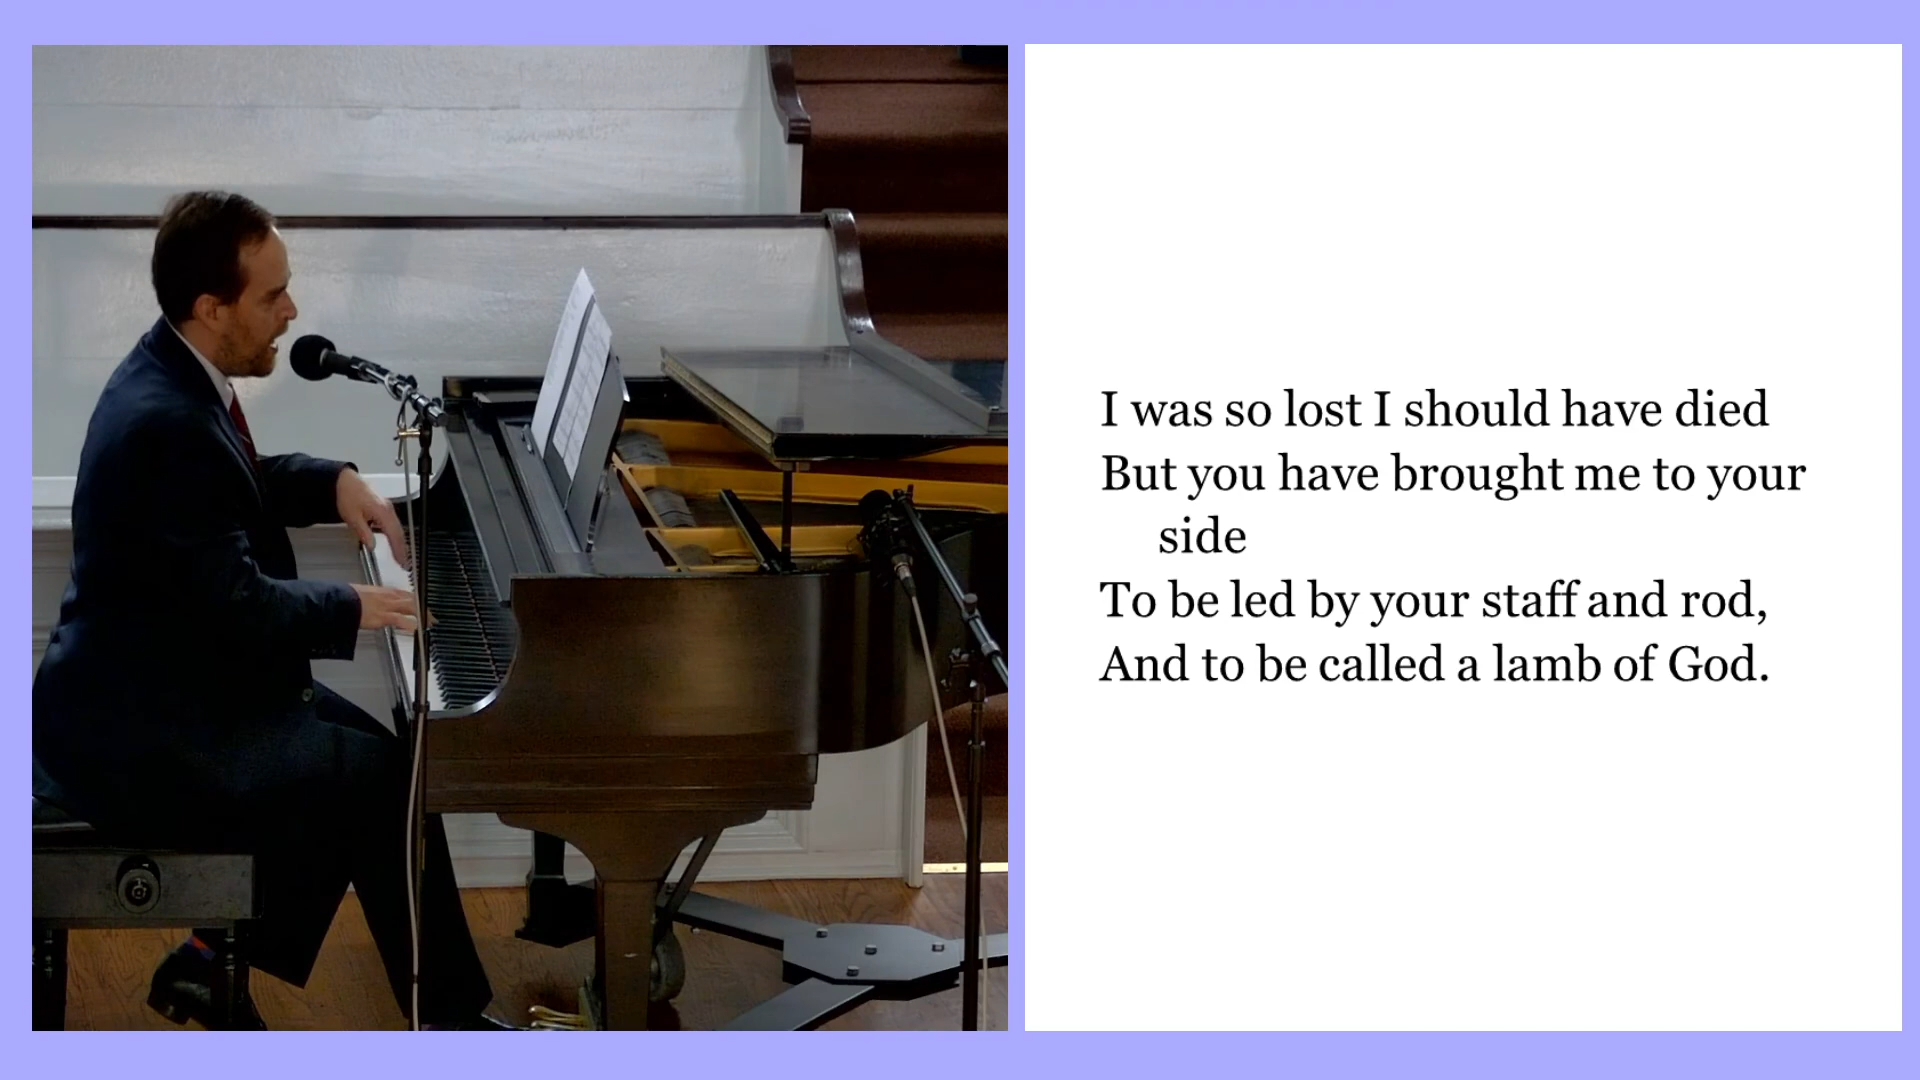 I was so lost I should have died
But you have brought me to your
side
To be led by your staff and rod,
And to be called a lamb of God.